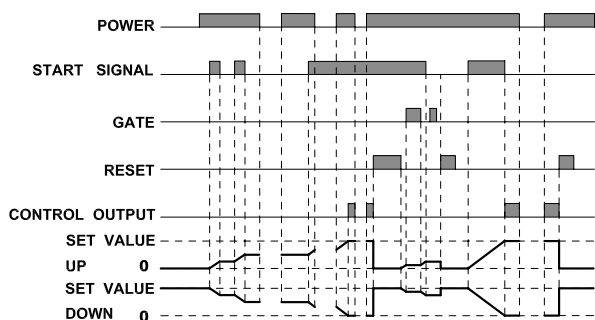 POWER
START SIGNAL
GATE
RESET
CONTROL OUTPUT
SET VALUE
UP 0
SET VALUE
DOWN 0